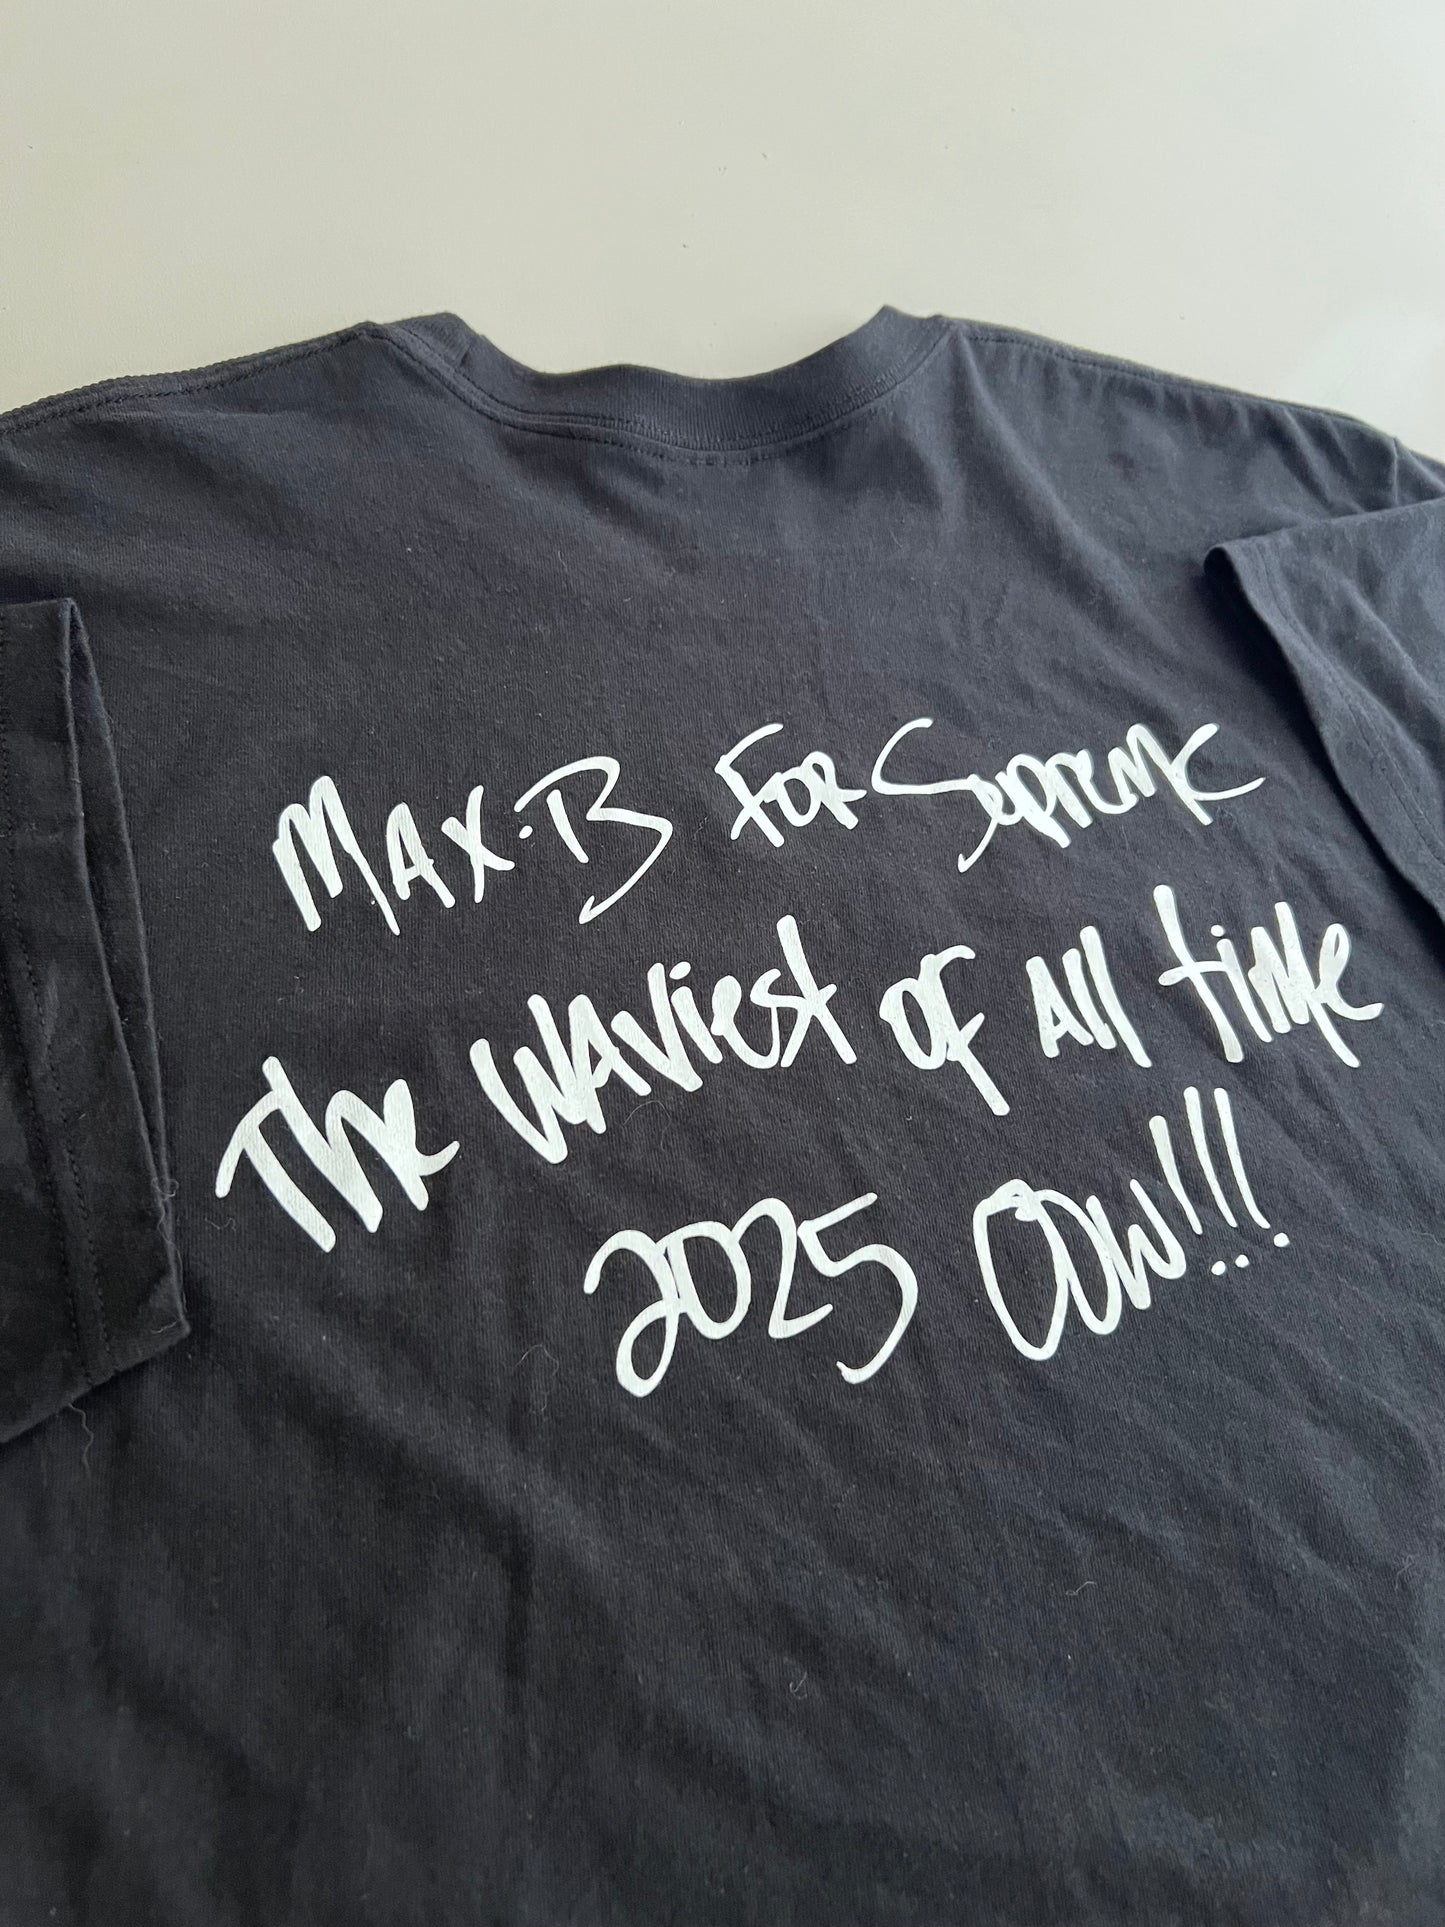 MAX.B FOR SUPREME
The WAViest OF All time
2025 OOW!!!